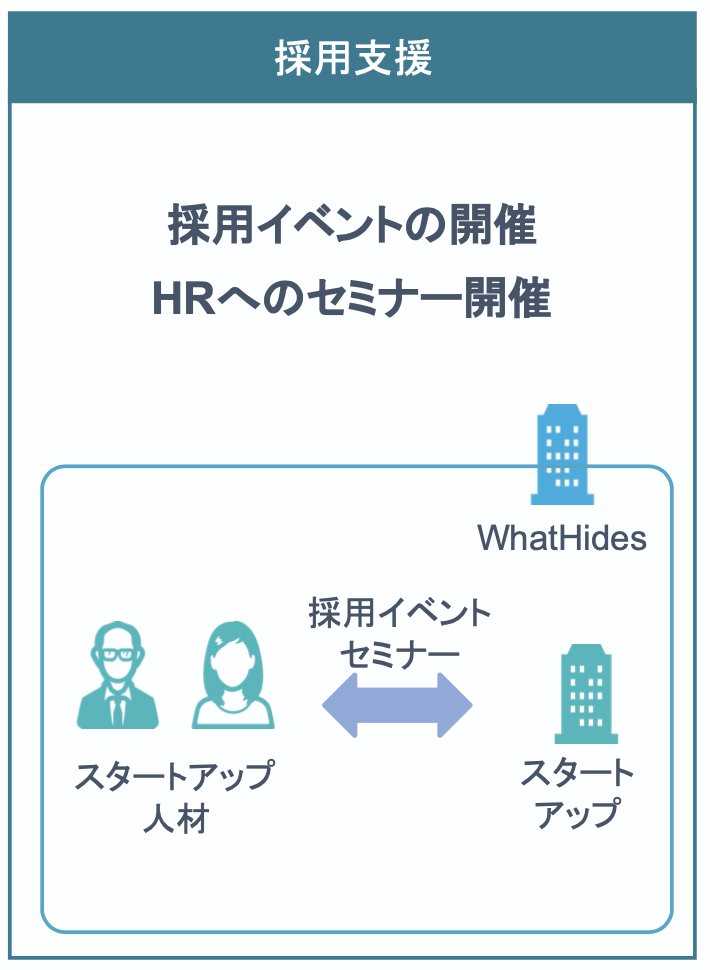 採用支援
採用イベントの開催
HRへのセミナー開催
WhatHides
採用イベント
セミナー
スタートアップ
人材
スタート
アップ